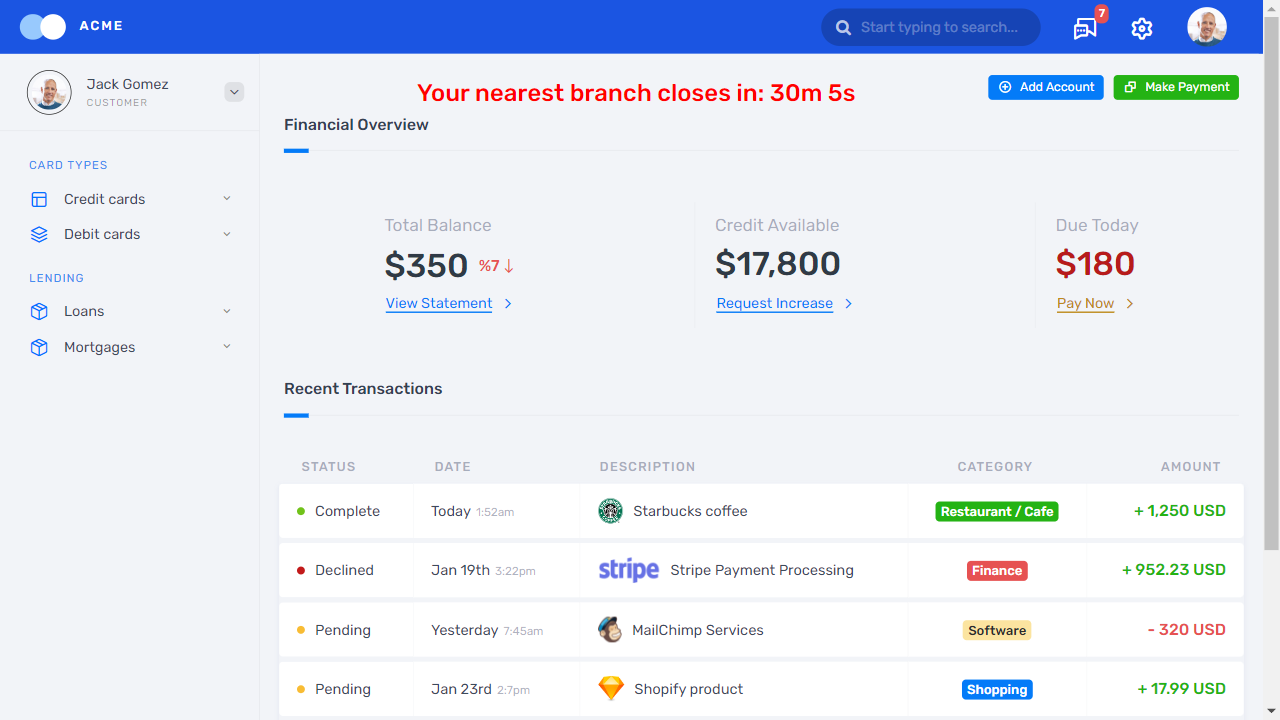 ACME
Start typing to search...
7
Jack Gomez
CUSTOMER
Your nearest branch closes in: 30m 5s
Add Account
Make Payment
Financial Overview
CARD TYPES
Credit cards
Debit cards
LENDING
Loans
Mortgages
Total Balance
$350 %7
View Statement
Credit Available
$17,800
Request Increase
Due Today
$180
Pay Now
Recent Transactions
STATUS DATE DESCRIPTION CATEGORY AMOUNT
Complete Today 1:52am Starbucks coffee Restaurant / Cafe + 1,250 USD
Declined Jan 19th 3:22pm stripe Stripe Payment Processing Finance + 952.23 USD
Pending Yesterday 7:45am MailChimp Services Software - 320 USD
Pending Jan 23rd 2:7pm Shopify product Shopping + 17.99 USD